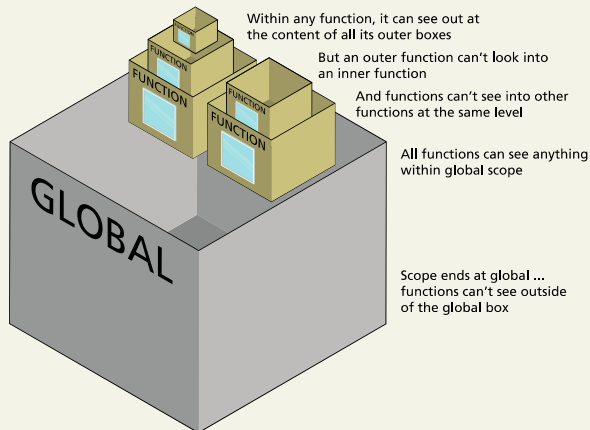 Within any function, it can see out at
the content of all its outer boxes
But an outer function can't look into
an inner function
And functions can't see into other
functions at the same level
All functions can see anything
within global scope
Scope ends at global ...
functions can't see outside
of the global box
FUNCTION
FUNCTION
FUNCTION
FUNCTION
FUNCTION
GLOBAL